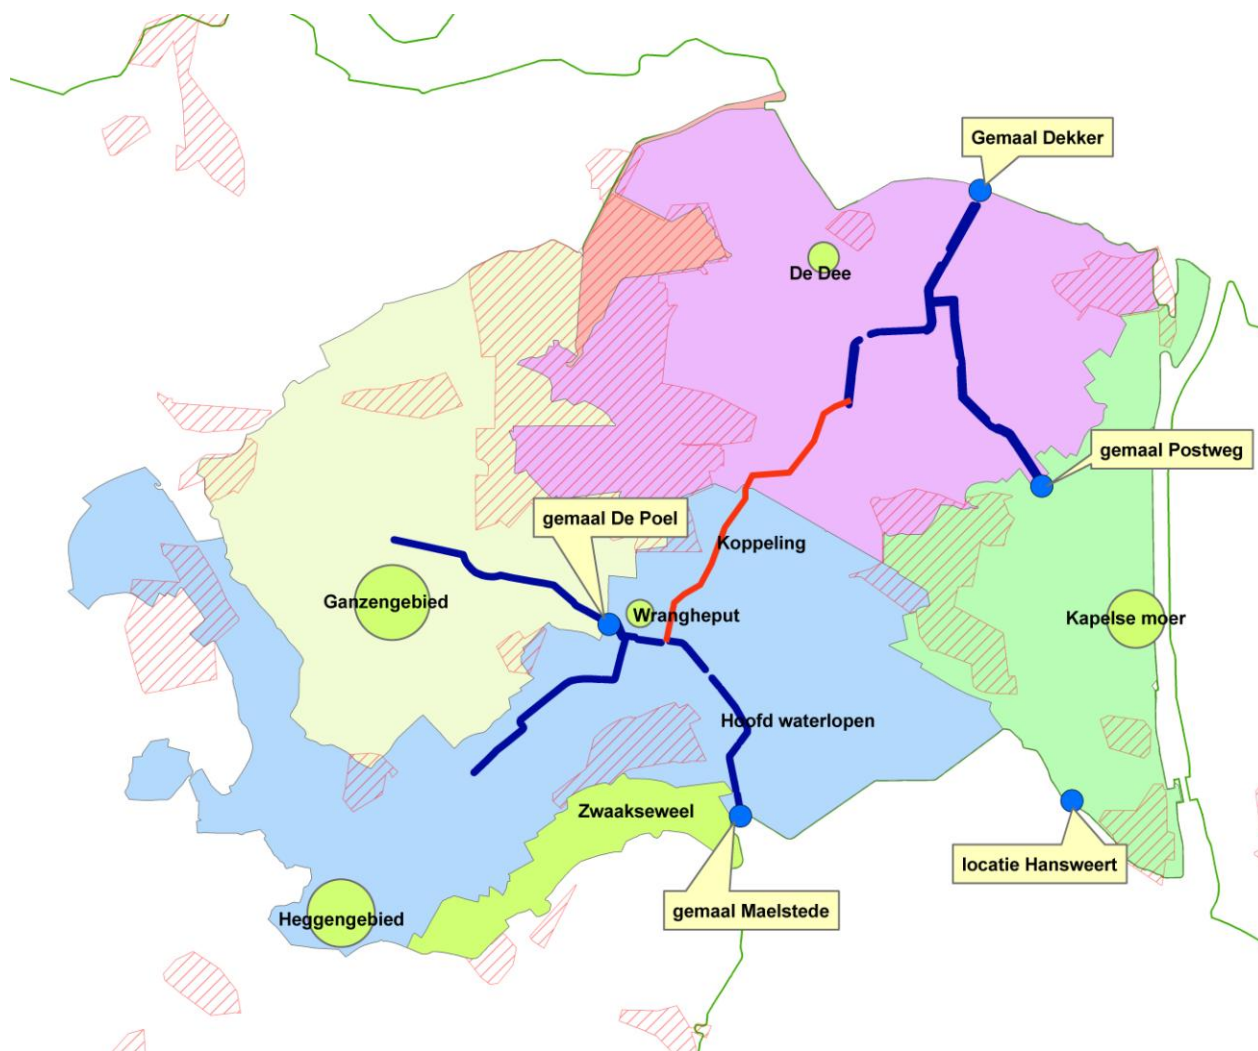 Gemaal Dekker
De Dee
gemaal Postweg
gemaal De Poel
Koppeling
Ganzengebied
Wrangheput
Kapelse moer
Hoofd waterlopen
Zwaakseweel
locatie Hansweert
gemaal Maelstede
Heggengebied